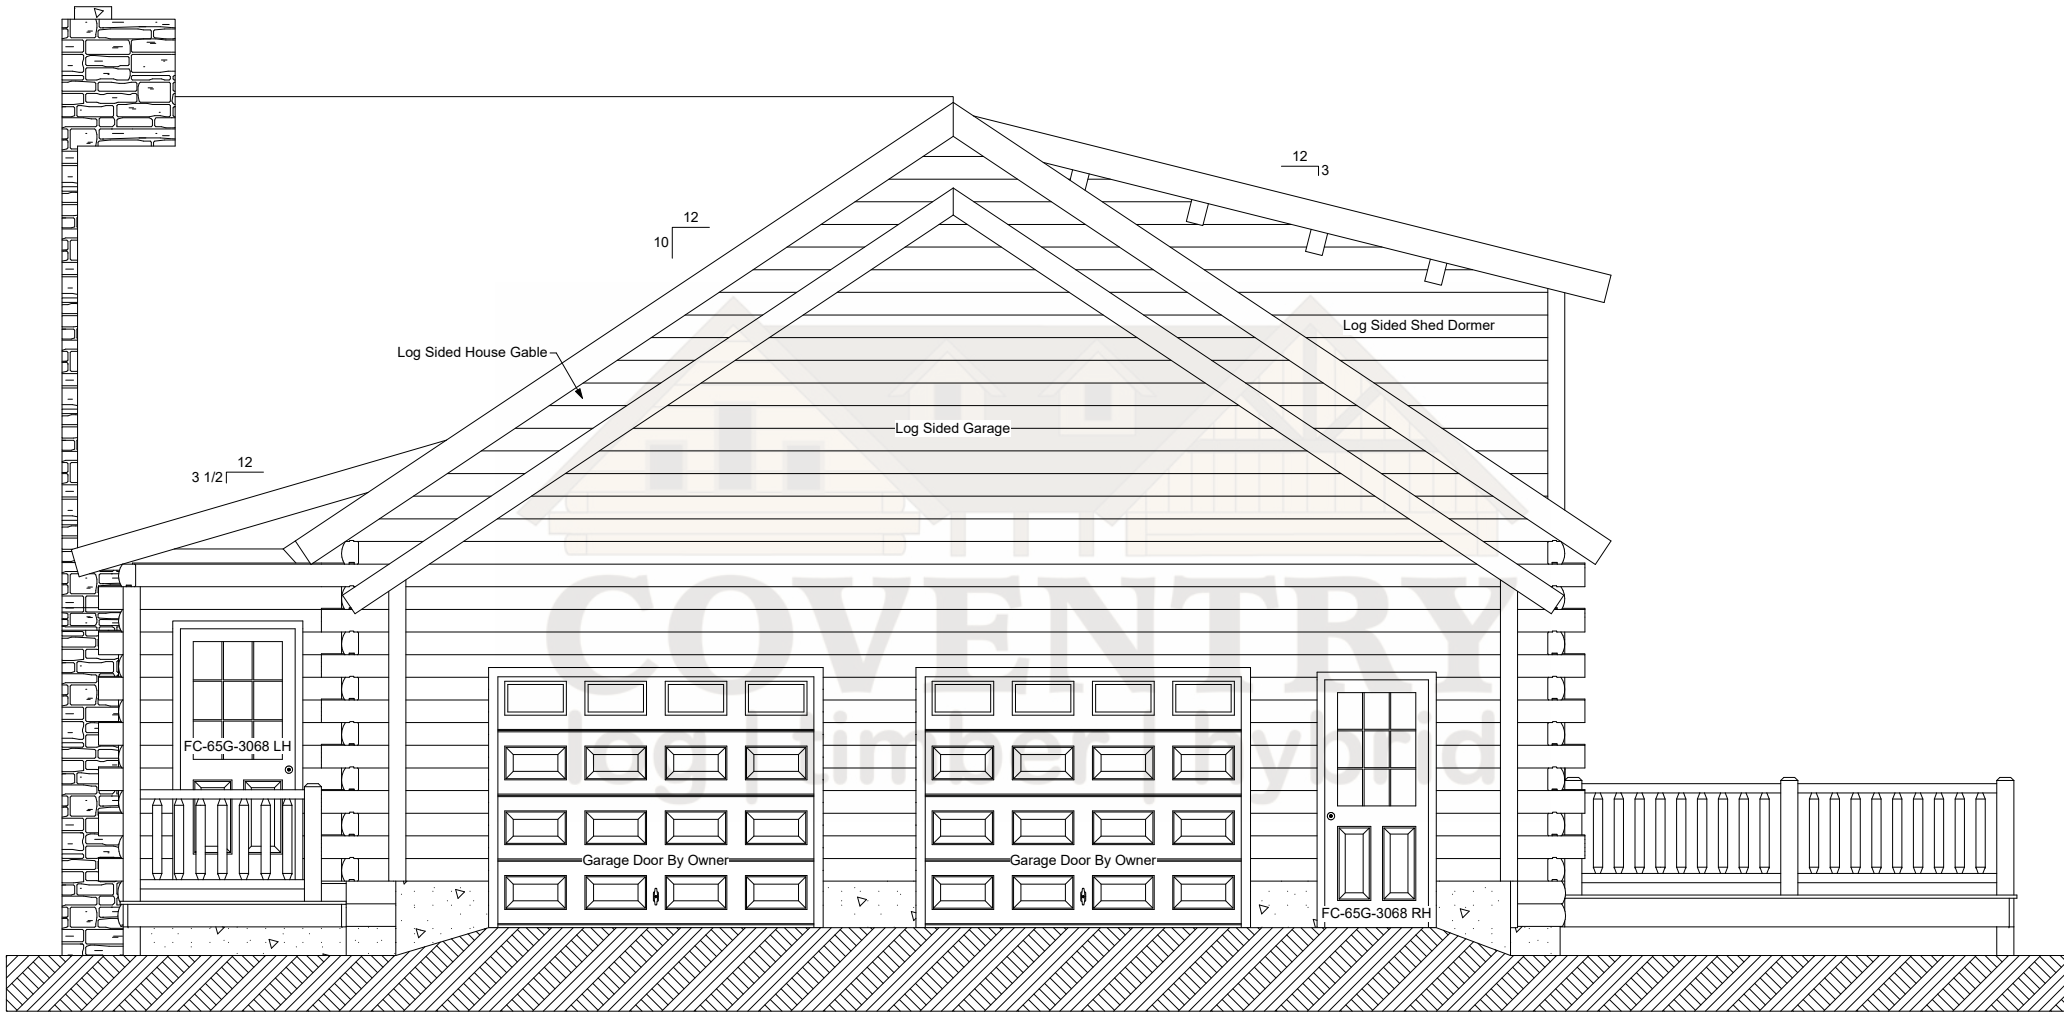 12
3
12
10
Log Sided Shed Dormer
Log Sided House Gable
Log Sided Garage
12
3 1/2
COVENTRY
log | timber | hybrid
FC-65G-3068 LH
Garage Door By Owner
Garage Door By Owner
FC-65G-3068 RH